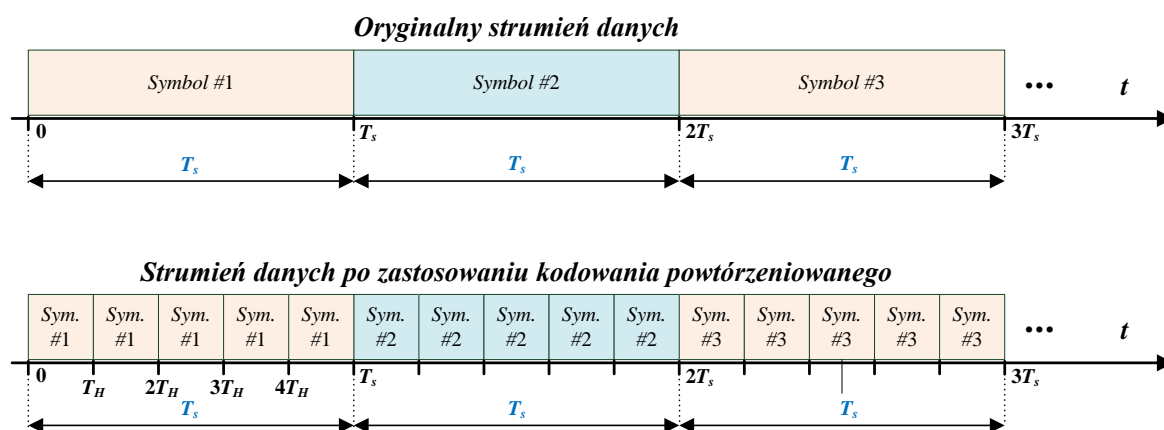 Oryginalny strumień danych
Symbol #1 Symbol #2 Symbol #3 ••• t
0 Ts 2Ts 3Ts
Ts Ts Ts
Strumień danych po zastosowaniu kodowania powtórzeniowanego
Sym. Sym. Sym. Sym. Sym. Sym. Sym. Sym. Sym. Sym. Sym. Sym. Sym. Sym. Sym. ••• t
#1 #1 #1 #1 #1 #2 #2 #2 #2 #2 #3 #3 #3 #3 #3
0 TH 2TH 3TH 4TH Ts 2Ts 3Ts
Ts Ts Ts